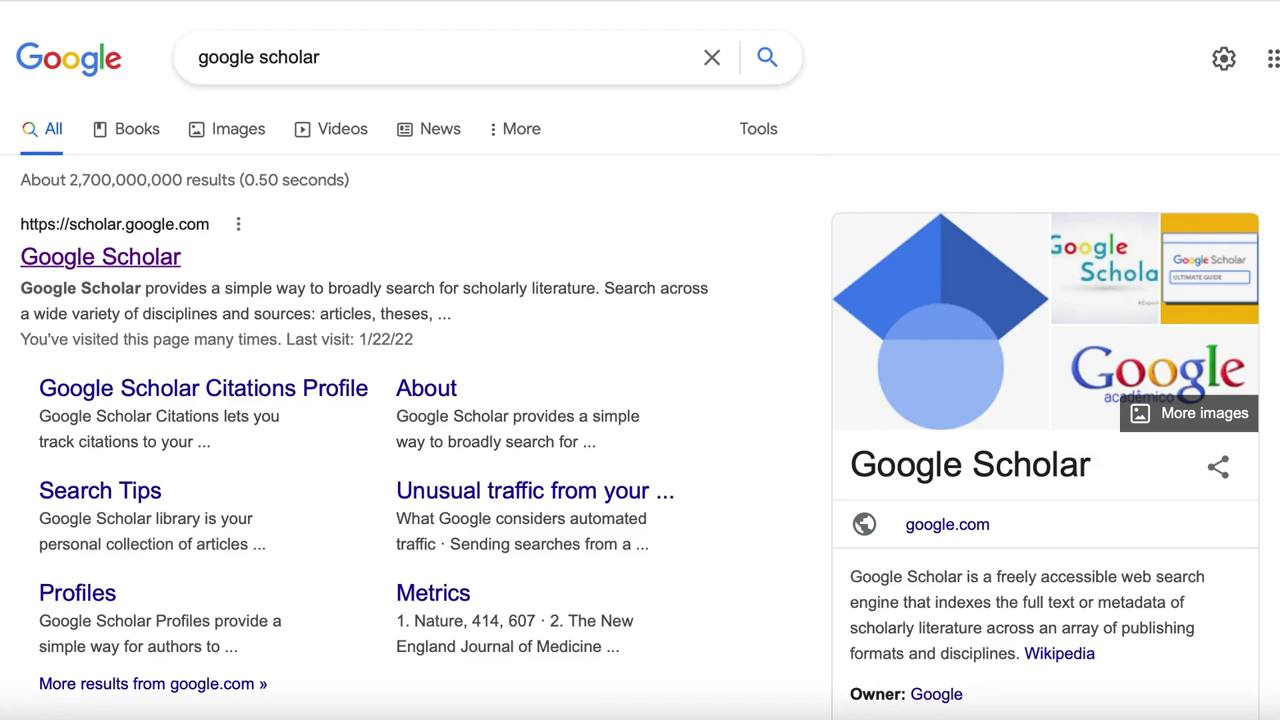 Google
google scholar
All
Books
Images
Videos
News
More
Tools
About 2,700,000,000 results (0.50 seconds)
https://scholar.google.com
Google Scholar
Google Scholar provides a simple way to broadly search for scholarly literature. Search across
a wide variety of disciplines and sources: articles, theses, ...
You've visited this page many times. Last visit: 1/22/22
Google Scholar Citations Profile
Google Scholar Citations lets you
track citations to your ...
About
Google Scholar provides a simple
way to broadly search for ...
Search Tips
Google Scholar library is your
personal collection of articles ...
Unusual traffic from your ...
What Google considers automated
traffic · Sending searches from a ...
Profiles
Google Scholar Profiles provide a
simple way for authors to ...
Metrics
1. Nature, 414, 607 · 2. The New
England Journal of Medicine ...
More results from google.com »
Google
Schola
Google Scholar
ULTIMATE GUIDE
Google
acadêmico
More images
Google Scholar
google.com
Google Scholar is a freely accessible web search
engine that indexes the full text or metadata of
scholarly literature across an array of publishing
formats and disciplines. Wikipedia
Owner: Google